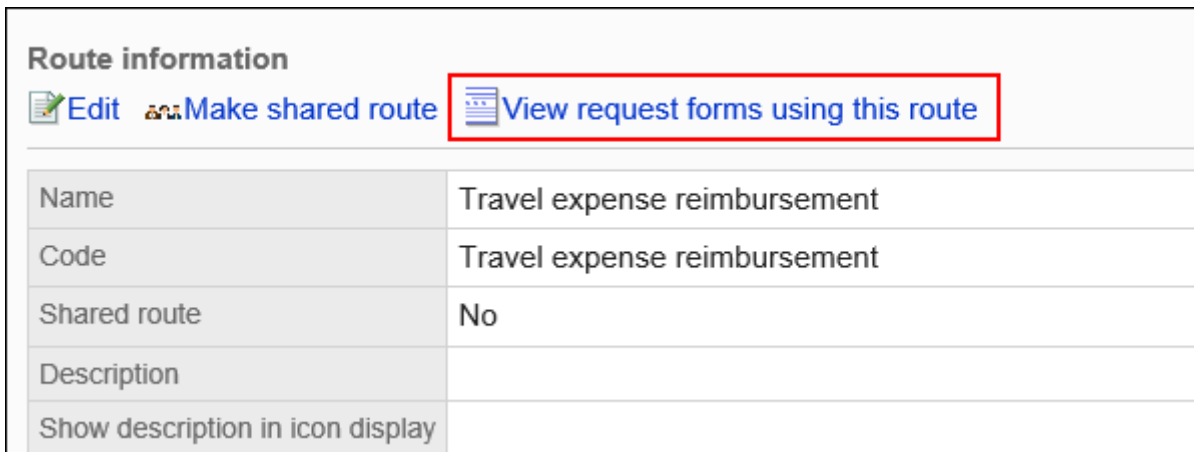 Route information
Edit Make shared route View request forms using this route
Name Travel expense reimbursement
Code Travel expense reimbursement
Shared route No
Description
Show description in icon display